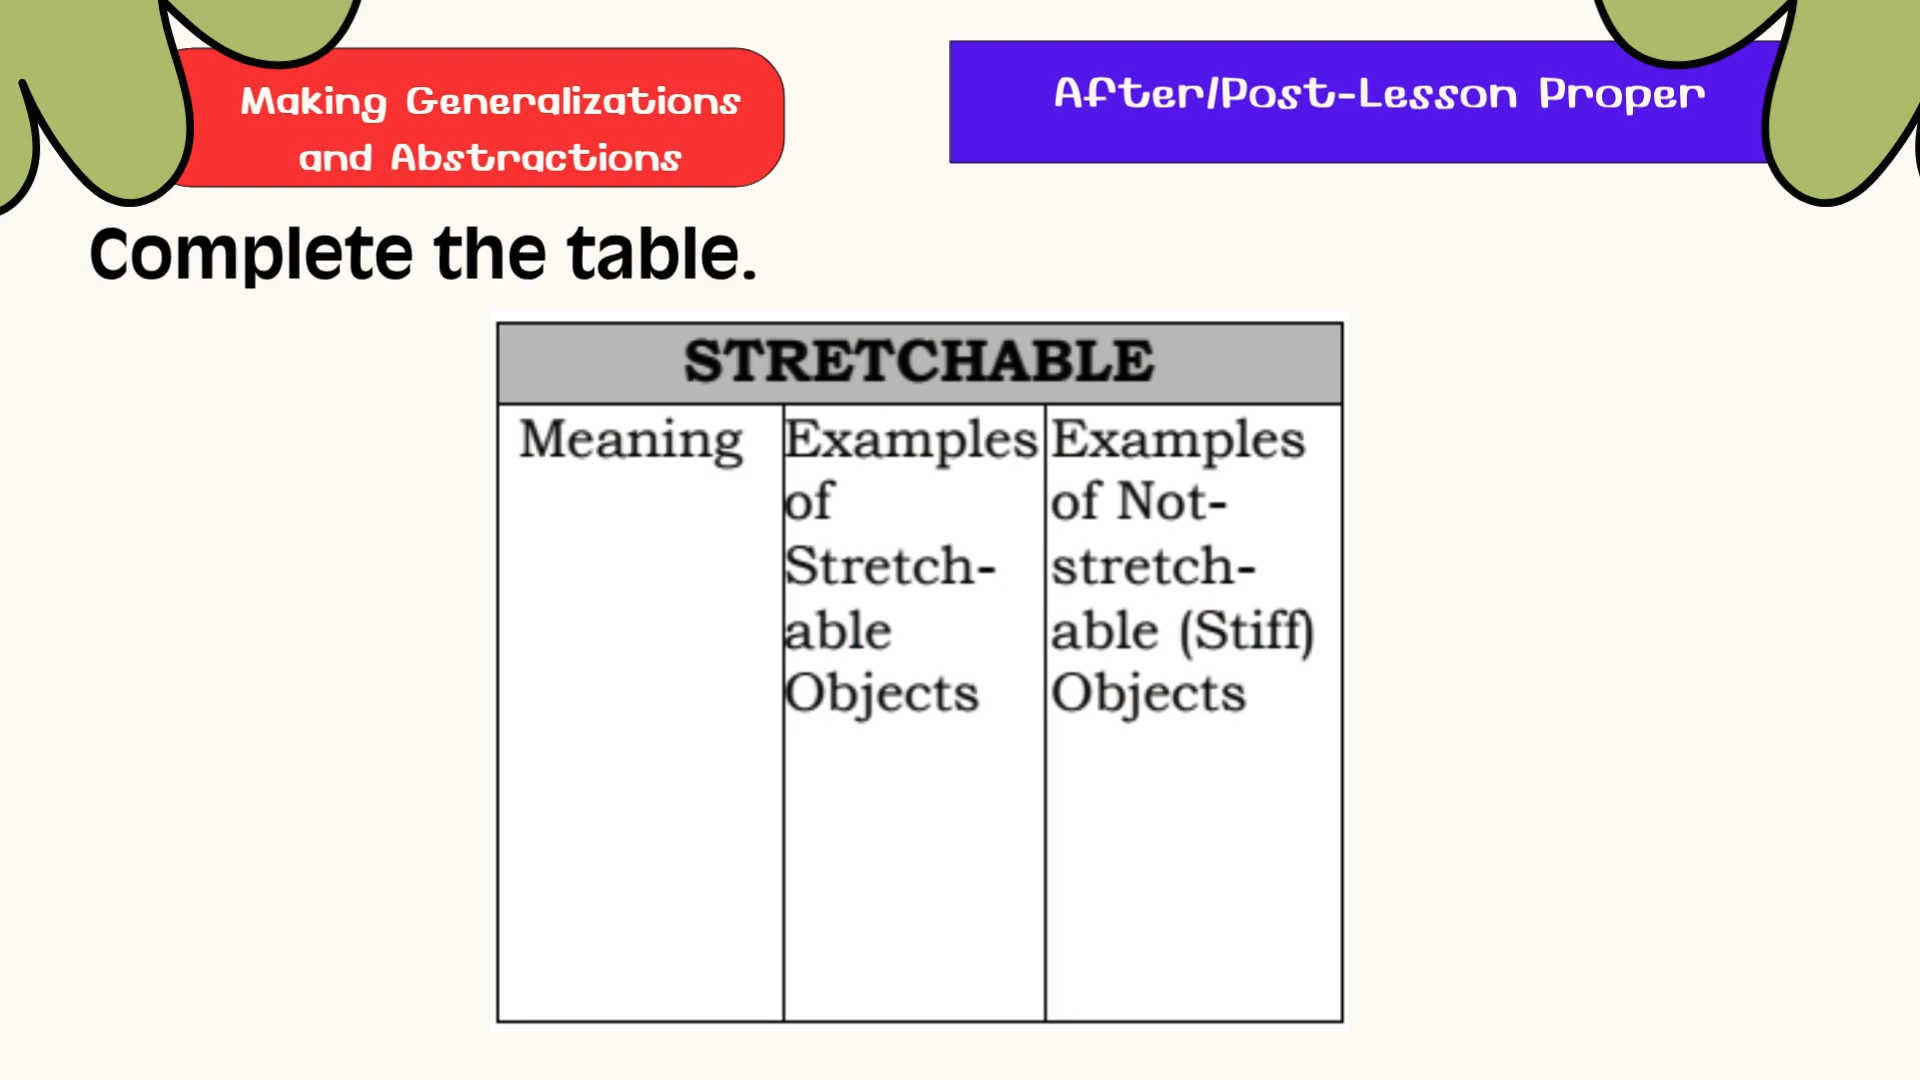 Making Generalizations
and Abstractions
After/Post-Lesson Proper
Complete the table.
STRETCHABLE
Meaning
Examples
of
Stretch-
able
Objects
Examples
of Not-
stretch-
able (Stiff)
Objects